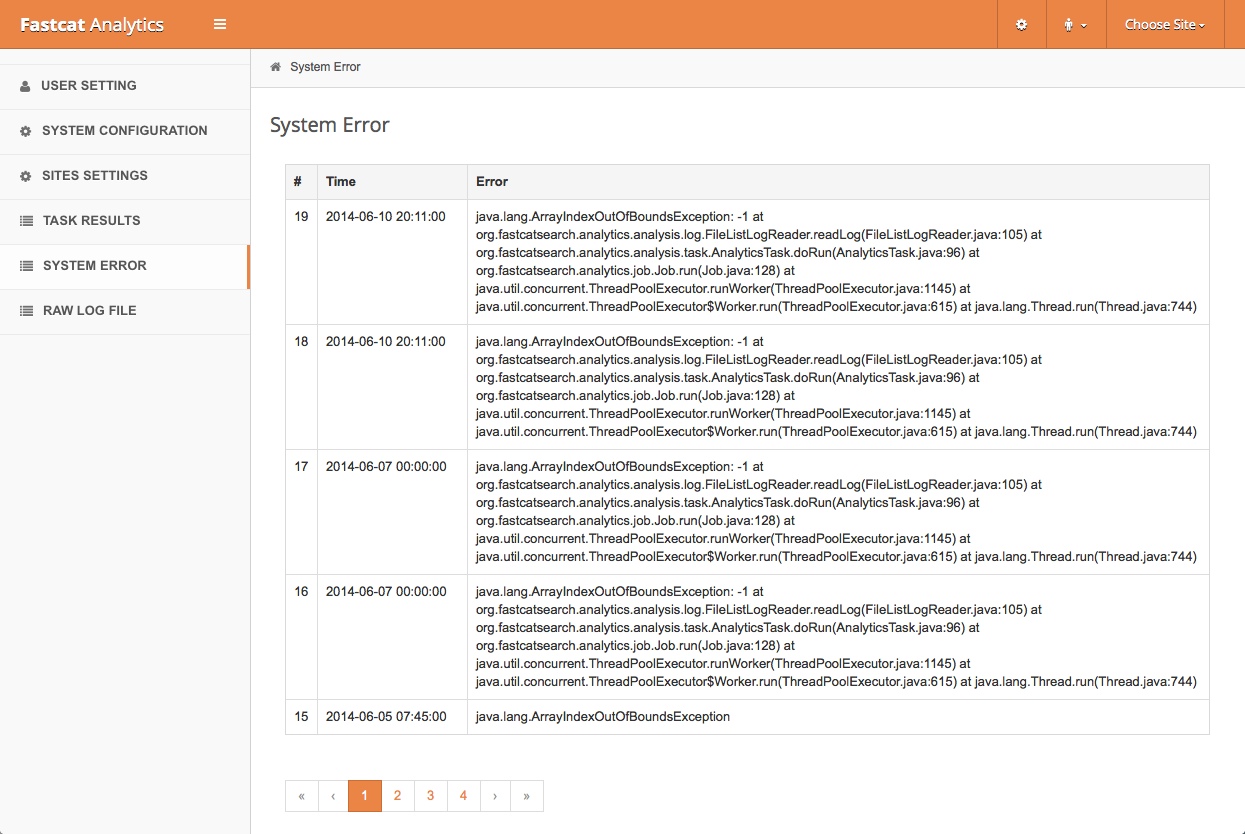 Fastcat Analytics
Choose Site
USER SETTING
SYSTEM CONFIGURATION
SITES SETTINGS
TASK RESULTS
SYSTEM ERROR
RAW LOG FILE
System Error
System Error
# Time Error
19 2014-06-10 20:11:00 java.lang.ArrayIndexOutOfBoundsException: -1 at
org.fastcatsearch.analytics.analysis.log.FileListLogReader.readLog(FileListLogReader.java:105) at
org.fastcatsearch.analytics.analysis.task.AnalyticsTask.doRun(AnalyticsTask.java:96) at
org.fastcatsearch.analytics.job.Job.run(Job.java:128) at
java.util.concurrent.ThreadPoolExecutor.runWorker(ThreadPoolExecutor.java:1145) at
java.util.concurrent.ThreadPoolExecutor$Worker.run(ThreadPoolExecutor.java:615) at java.lang.Thread.run(Thread.java:744)
18 2014-06-10 20:11:00 java.lang.ArrayIndexOutOfBoundsException: -1 at
org.fastcatsearch.analytics.analysis.log.FileListLogReader.readLog(FileListLogReader.java:105) at
org.fastcatsearch.analytics.analysis.task.AnalyticsTask.doRun(AnalyticsTask.java:96) at
org.fastcatsearch.analytics.job.Job.run(Job.java:128) at
java.util.concurrent.ThreadPoolExecutor.runWorker(ThreadPoolExecutor.java:1145) at
java.util.concurrent.ThreadPoolExecutor$Worker.run(ThreadPoolExecutor.java:615) at java.lang.Thread.run(Thread.java:744)
17 2014-06-07 00:00:00 java.lang.ArrayIndexOutOfBoundsException: -1 at
org.fastcatsearch.analytics.analysis.log.FileListLogReader.readLog(FileListLogReader.java:105) at
org.fastcatsearch.analytics.analysis.task.AnalyticsTask.doRun(AnalyticsTask.java:96) at
org.fastcatsearch.analytics.job.Job.run(Job.java:128) at
java.util.concurrent.ThreadPoolExecutor.runWorker(ThreadPoolExecutor.java:1145) at
java.util.concurrent.ThreadPoolExecutor$Worker.run(ThreadPoolExecutor.java:615) at java.lang.Thread.run(Thread.java:744)
16 2014-06-07 00:00:00 java.lang.ArrayIndexOutOfBoundsException: -1 at
org.fastcatsearch.analytics.analysis.log.FileListLogReader.readLog(FileListLogReader.java:105) at
org.fastcatsearch.analytics.analysis.task.AnalyticsTask.doRun(AnalyticsTask.java:96) at
org.fastcatsearch.analytics.job.Job.run(Job.java:128) at
java.util.concurrent.ThreadPoolExecutor.runWorker(ThreadPoolExecutor.java:1145) at
java.util.concurrent.ThreadPoolExecutor$Worker.run(ThreadPoolExecutor.java:615) at java.lang.Thread.run(Thread.java:744)
15 2014-06-05 07:45:00 java.lang.ArrayIndexOutOfBoundsException
« ‹ 1 2 3 4 › »